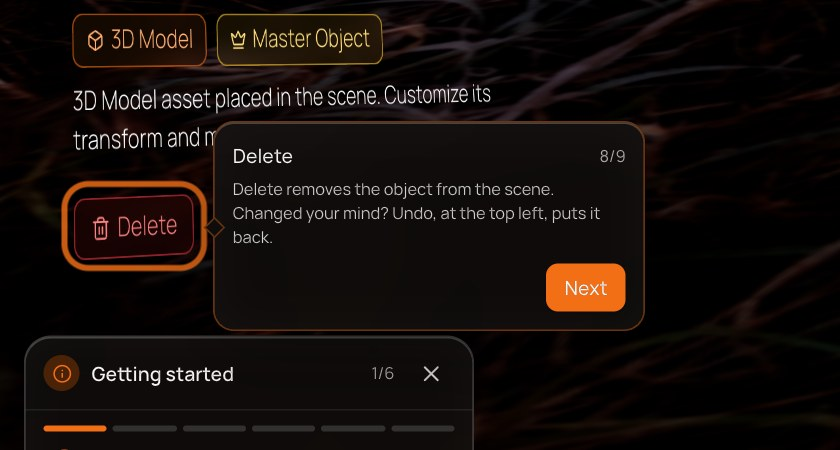 3D Model
Master Object
3D Model asset placed in the scene. Customize its
transform and m
Delete
Delete
8/9
Delete removes the object from the scene.
Changed your mind? Undo, at the top left, puts it
back.
Next
Getting started
1/6